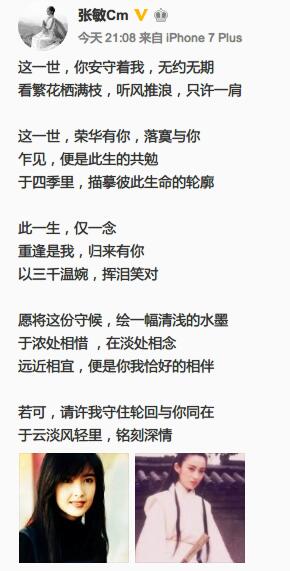 张敏Cm
今天 21:08 来自 iPhone 7 Plus
这一世，你安守着我，无约无期
看繁花栖满枝，听风推浪，只许一肩
这一世，荣华有你，落寞与你
乍见，便是此生的共勉
于四季里，描摹彼此生命的轮廓
此一生，仅一念
重逢是我，归来有你
以三千温婉，挥泪笑对
愿将这份守候，绘一幅清浅的水墨
于浓处相惜 ，在淡处相念
远近相宜，便是你我恰好的相伴
若可，请许我守住轮回与你同在
于云淡风轻里，铭刻深情